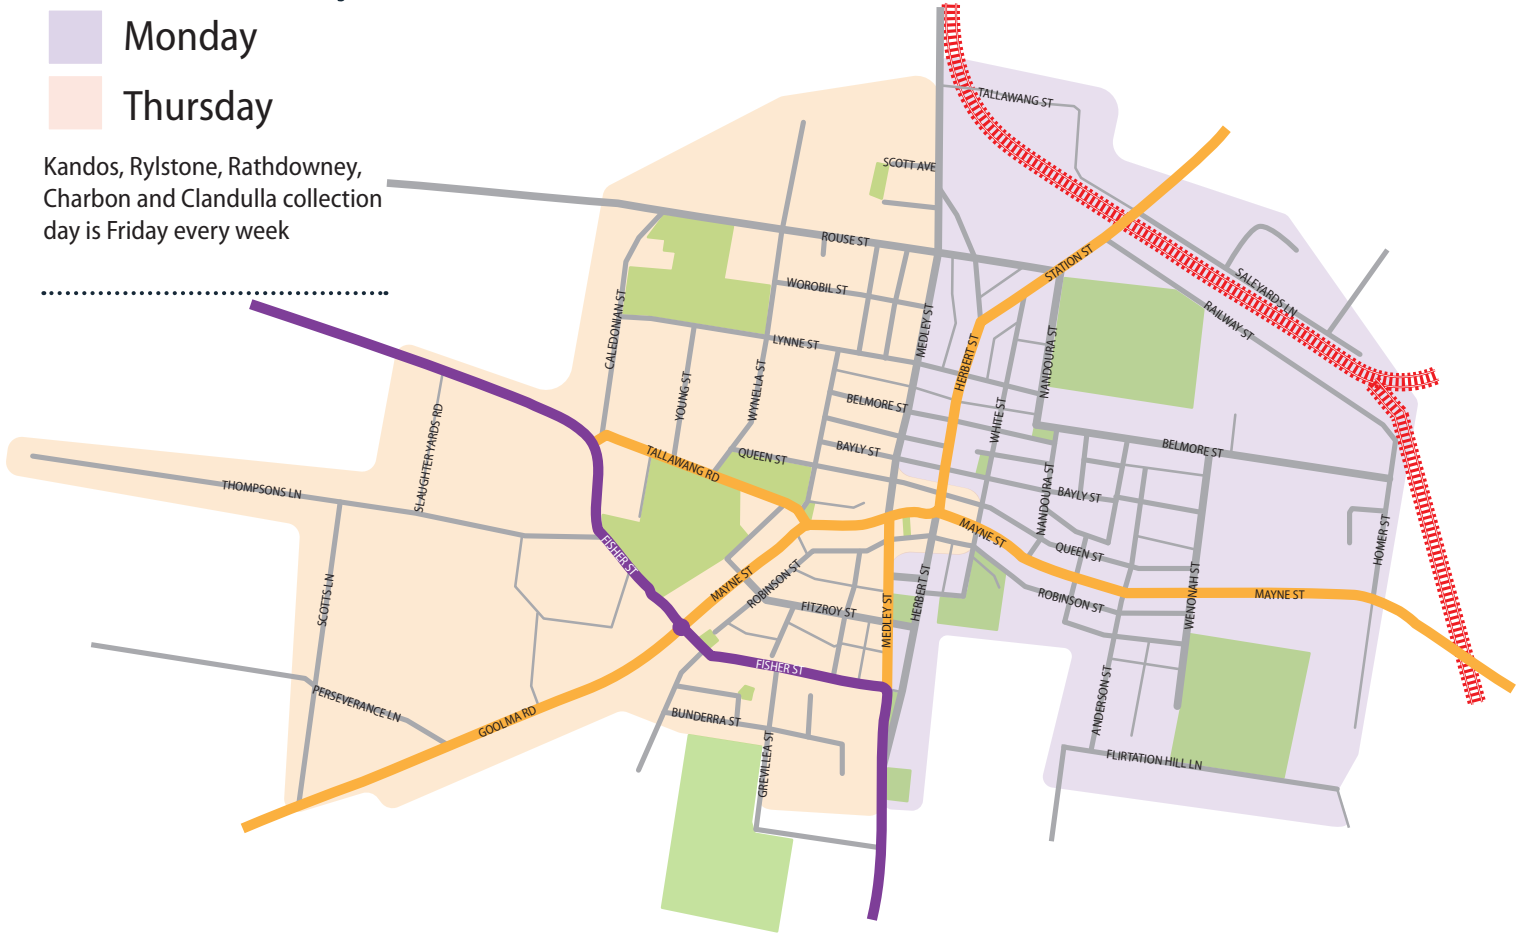 Monday
Thursday
Kandos, Rylstone, Rathdowney,
Charbon and Clandulla collection
day is Friday every week
TALLAWANG ST
SCOTT AVE
ROUSE ST
STATION ST
WOROBIL ST
SALEYARDS LN
RAILWAY ST
CALEDONIAN ST
MEDLEY ST
LYNNE ST
HERBERT ST
NANDOURA ST
YOUNG ST
WYNELLA ST
BELMORE ST
WHITE ST
SLAUGHTER YARDS RD
TALLAWANG RD
QUEEN ST
BAYLY ST
BELMORE ST
THOMPSONS LN
NANDOURA ST
BAYLY ST
MAYNE ST
HOMER ST
FISHER ST
QUEEN ST
SCOTTS LN
MAYNE ST
ROBINSON ST
FITZROY ST
MEDLEY ST
HERBERT ST
ROBINSON ST
WENONAH ST
MAYNE ST
FISHER ST
PERSEVERANCE LN
GOOLMA RD
BUNDERRA ST
GREVILLEA ST
ANDERSON ST
FLIRTATION HILL LN